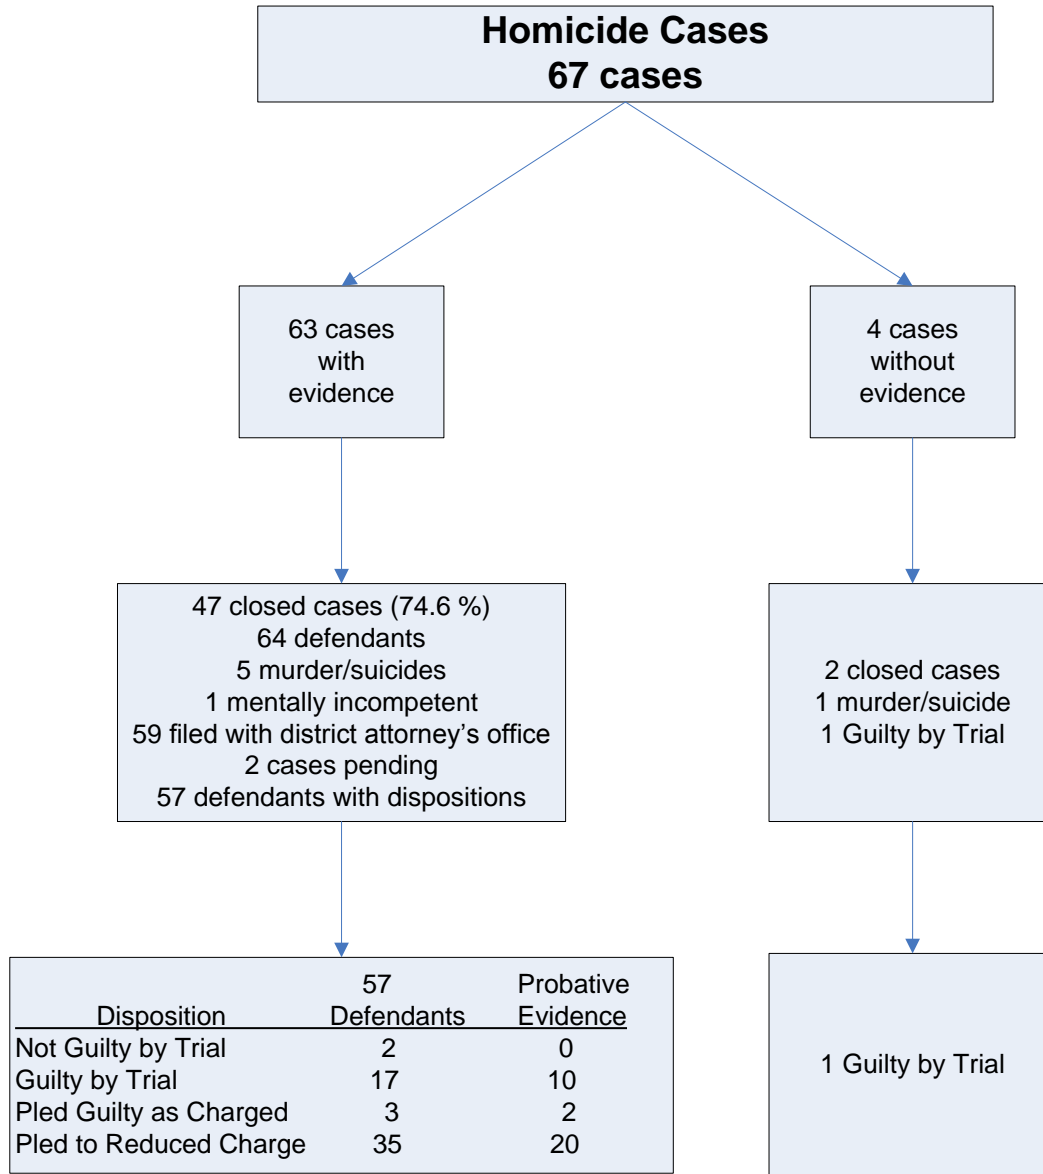 Homicide Cases
67 cases
63 cases
with
evidence
4 cases
without
evidence
47 closed cases (74.6 %)
64 defendants
5 murder/suicides
1 mentally incompetent
59 filed with district attorney’s office
2 cases pending
57 defendants with dispositions
2 closed cases
1 murder/suicide
1 Guilty by Trial
57 Probative
Disposition Defendants Evidence
Not Guilty by Trial 2 0
Guilty by Trial 17 10
Pled Guilty as Charged 3 2
Pled to Reduced Charge 35 20
1 Guilty by Trial